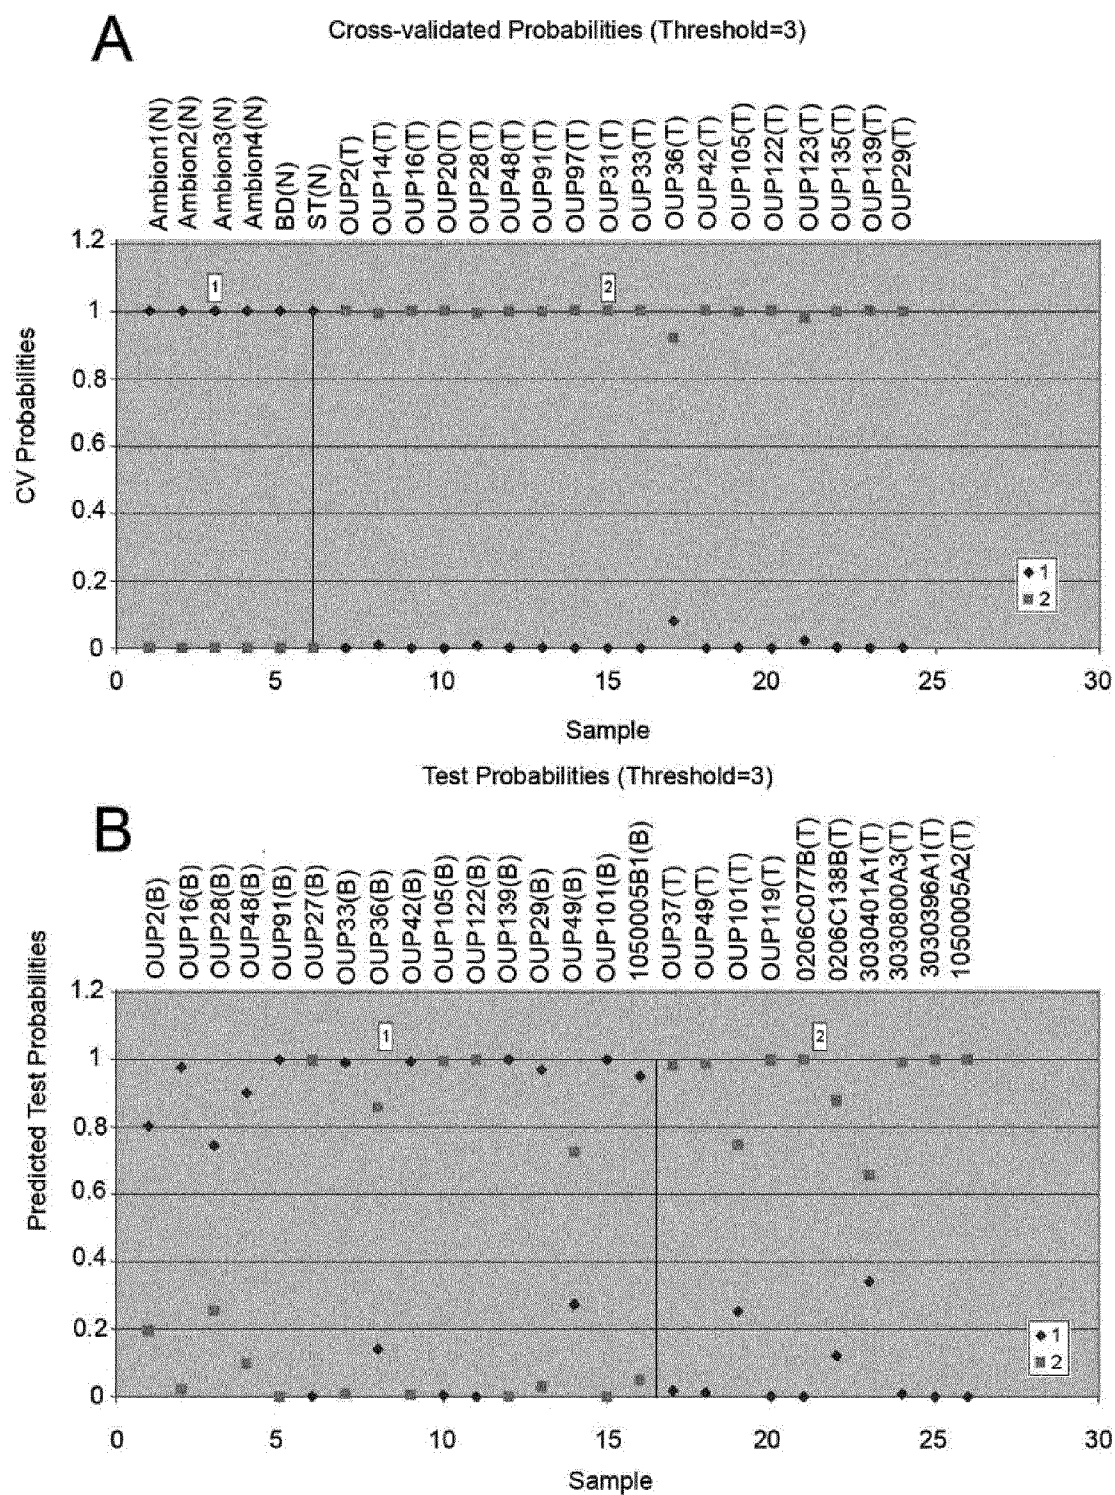 A
Cross-validated Probabilities (Threshold=3)
Ambion1(N)
Ambion2(N)
Ambion3(N)
Ambion4(N)
BD(N)
ST(N)
OUP2(T)
OUP14(T)
OUP16(T)
OUP20(T)
OUP28(T)
OUP48(T)
OUP91(T)
OUP97(T)
OUP31(T)
OUP33(T)
OUP36(T)
OUP42(T)
OUP105(T)
OUP122(T)
OUP123(T)
OUP135(T)
OUP139(T)
OUP29(T)
CV Probabilities
1.2
1
0.8
0.6
0.4
0.2
0
1
2
1
2
0 5 10 15 20 25 30
Sample
Test Probabilities (Threshold=3)
B
OUP2(B)
OUP16(B)
OUP28(B)
OUP48(B)
OUP91(B)
OUP27(B)
OUP33(B)
OUP36(B)
OUP42(B)
OUP105(B)
OUP122(B)
OUP139(B)
OUP29(B)
OUP49(B)
OUP101(B)
1050005B1(B)
OUP37(T)
OUP49(T)
OUP101(T)
OUP119(T)
0206C077B(T)
0206C138B(T)
3030401A1(T)
3030800A3(T)
3030396A1(T)
1050005A2(T)
Predicted Test Probabilities
1.2
1
0.8
0.6
0.4
0.2
0
1
2
1
2
0 5 10 15 20 25 30
Sample